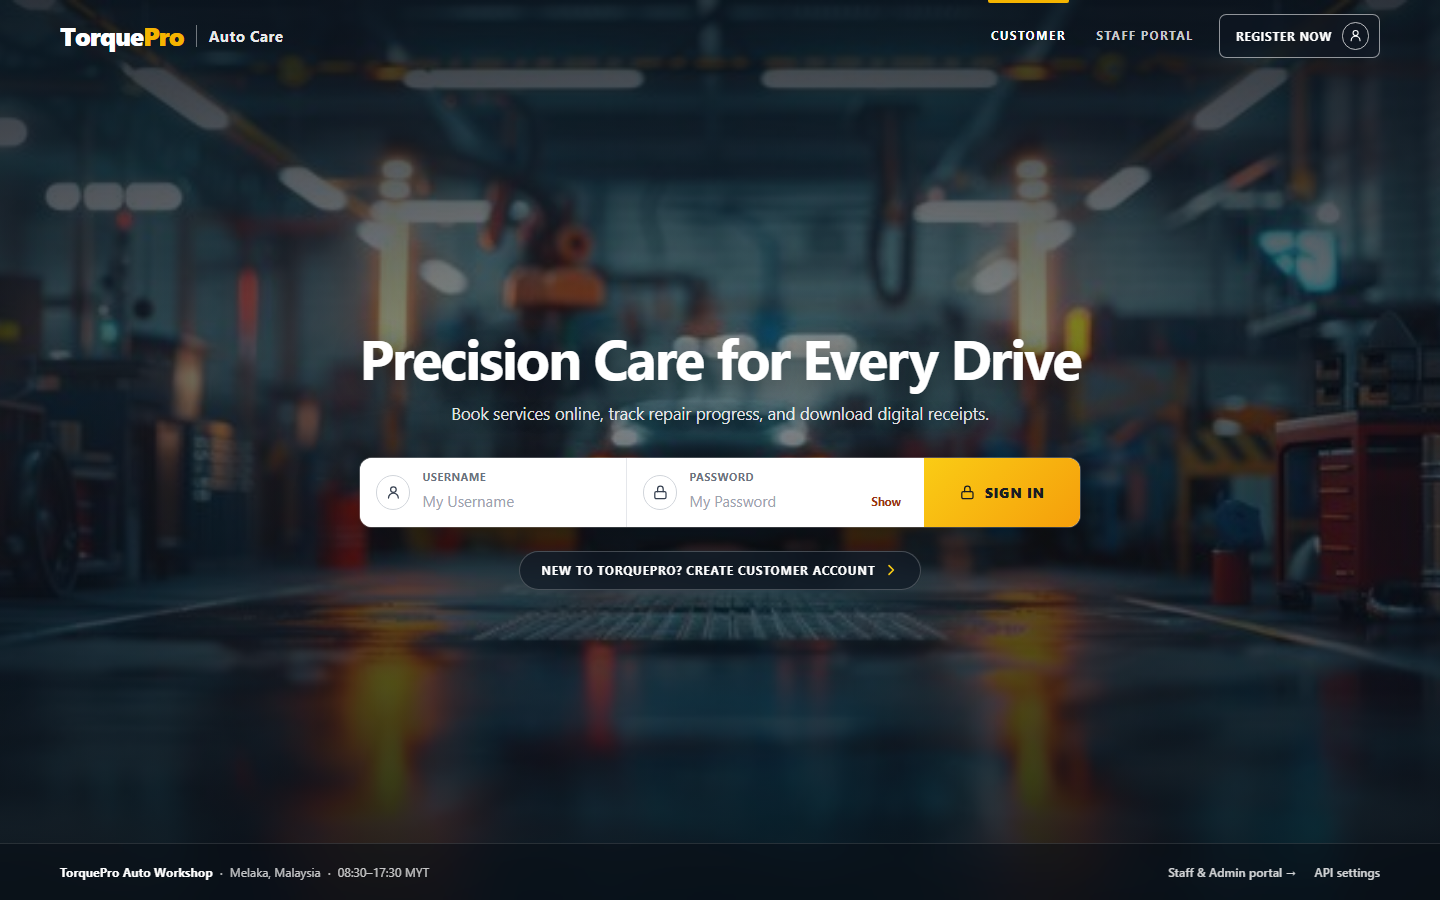 TorquePro Auto Care
CUSTOMER STAFF PORTAL REGISTER NOW
Precision Care for Every Drive
Book services online, track repair progress, and download digital receipts.
USERNAME
My Username
PASSWORD
My Password
Show
SIGN IN
NEW TO TORQUEPRO? CREATE CUSTOMER ACCOUNT
TorquePro Auto Workshop · Melaka, Malaysia · 08:30–17:30 MYT
Staff & Admin portal → API settings